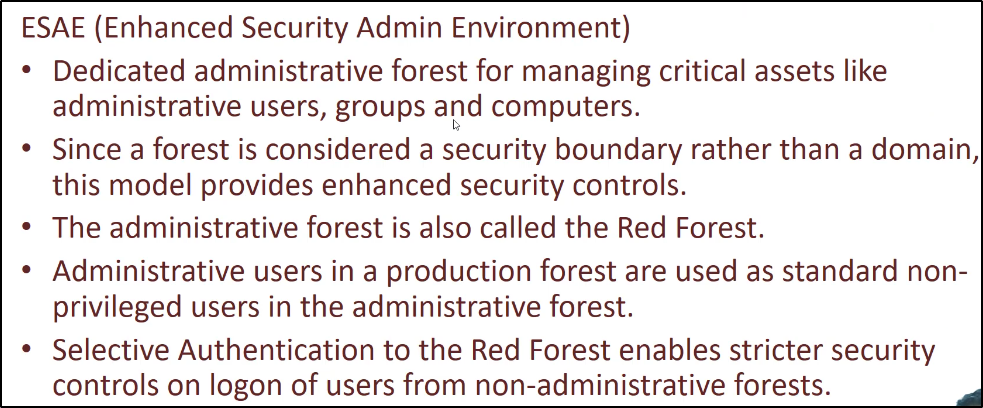 ESAE (Enhanced Security Admin Environment)
• Dedicated administrative forest for managing critical assets like
administrative users, groups and computers.
• Since a forest is considered a security boundary rather than a domain,
this model provides enhanced security controls.
• The administrative forest is also called the Red Forest.
• Administrative users in a production forest are used as standard non-
privileged users in the administrative forest.
• Selective Authentication to the Red Forest enables stricter security
controls on logon of users from non-administrative forests.